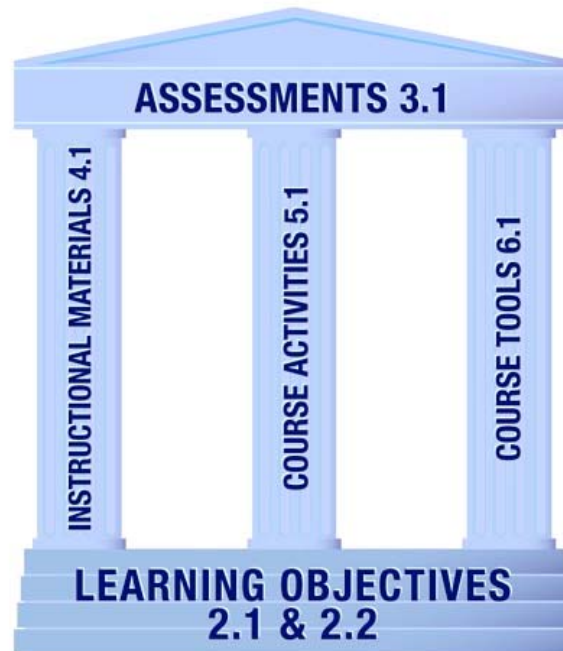 ASSESSMENTS 3.1
INSTRUCTIONAL MATERIALS 4.1
COURSE ACTIVITIES 5.1
COURSE TOOLS 6.1
LEARNING OBJECTIVES
2.1 & 2.2